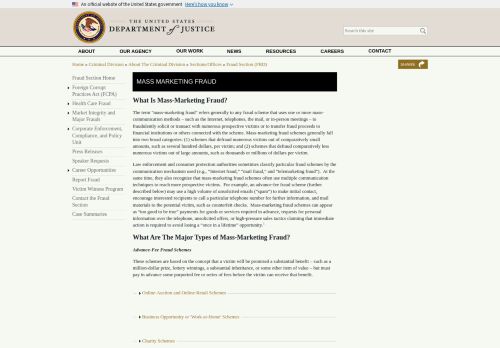 An official website of the United States government Here's how you know
THE UNITED STATES
DEPARTMENT of JUSTICE
Search this site
ABOUT OUR AGENCY OUR WORK NEWS RESOURCES CAREERS CONTACT
Home » Criminal Division » About The Criminal Division » Sections/Offices » Fraud Section (FRD)
SHARE
Fraud Section Home
Foreign Corrupt
Practices Act (FCPA)
Health Care Fraud
Market Integrity and
Major Frauds
Corporate Enforcement,
Compliance, and Policy
Unit
Press Releases
Speaker Requests
Career Opportunities
Report Fraud
Victim Witness Program
Contact the Fraud
Section
Case Summaries
MASS MARKETING FRAUD
What Is Mass-Marketing Fraud?
The term "mass-marketing fraud" refers generally to any fraud scheme that uses one or more mass-
communication methods – such as the Internet, telephones, the mail, or in-person meetings – to
fraudulently solicit or transact with numerous prospective victims or to transfer fraud proceeds to
financial institutions or others connected with the scheme. Mass-marketing fraud schemes generally fall
into two broad categories: (1) schemes that defraud numerous victims out of comparatively small
amounts, such as several hundred dollars, per victim; and (2) schemes that defraud comparatively less
numerous victims out of large amounts, such as thousands or millions of dollars per victim.
Law enforcement and consumer protection authorities sometimes classify particular fraud schemes by the
communication mechanism used (e.g., "internet fraud," "mail fraud," and "telemarketing fraud"). At the
same time, they also recognize that mass-marketing fraud schemes often use multiple communication
techniques to reach more prospective victims. For example, an advance-fee fraud scheme (further
described below) may use a high volume of unsolicited emails ("spam") to make initial contact,
encourage interested recipients to call a particular telephone number for further information, and mail
materials to the potential victim, such as counterfeit checks. Mass-marketing fraud schemes can appear
as "too good to be true" payments for goods or services required in advance, requests for personal
information over the telephone, unsolicited offers, or high-pressure sales tactics claiming that immediate
action is required to avoid losing a "once in a lifetime" opportunity.
What Are The Major Types of Mass-Marketing Fraud?
Advance-Fee Fraud Schemes
These schemes are based on the concept that a victim will be promised a substantial benefit – such as a
million-dollar prize, lottery winnings, a substantial inheritance, or some other item of value – but must
pay in advance some purported fee or series of fees before the victim can receive that benefit.
Online Auction and Online Retail Schemes
Business Opportunity or 'Work-at-Home' Schemes
Charity Schemes